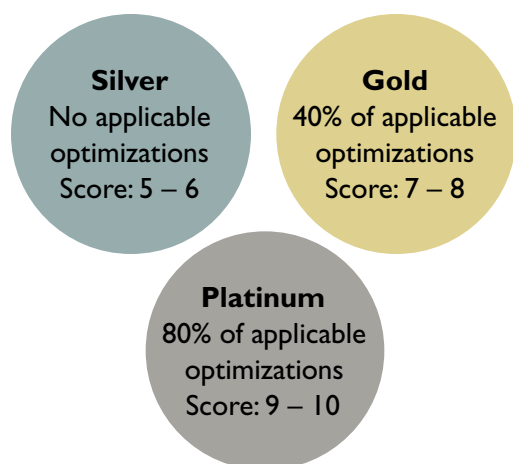 Silver
No applicable
optimizations
Score: 5 – 6
Gold
40% of applicable
optimizations
Score: 7 – 8
Platinum
80% of applicable
optimizations
Score: 9 – 10